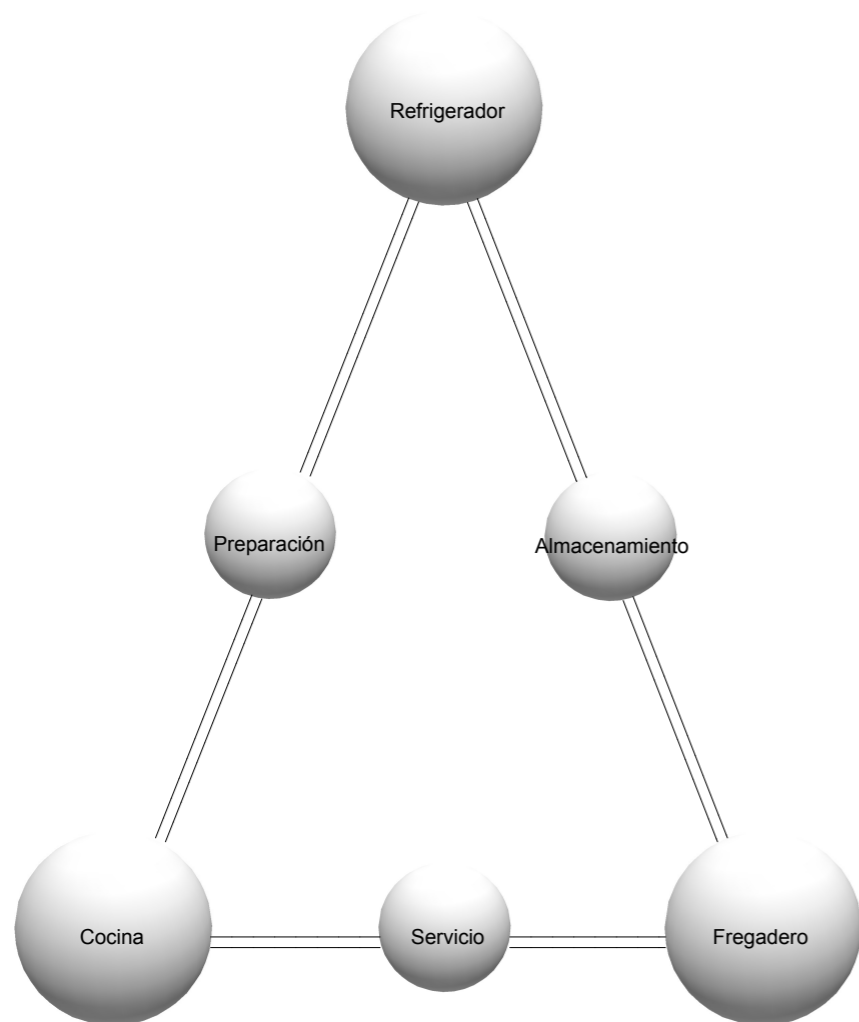 Refrigerador
Preparación
Almacenamiento
Cocina
Servicio
Fregadero